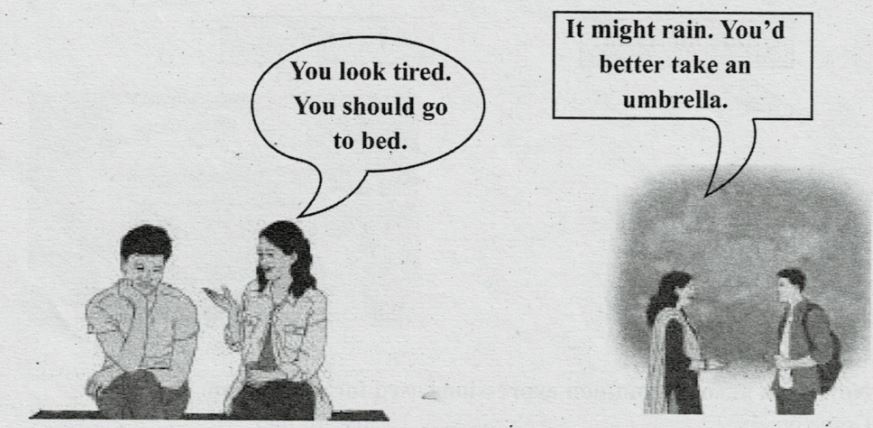 You look tired.
You should go
to bed.
It might rain. You'd
better take an
umbrella.